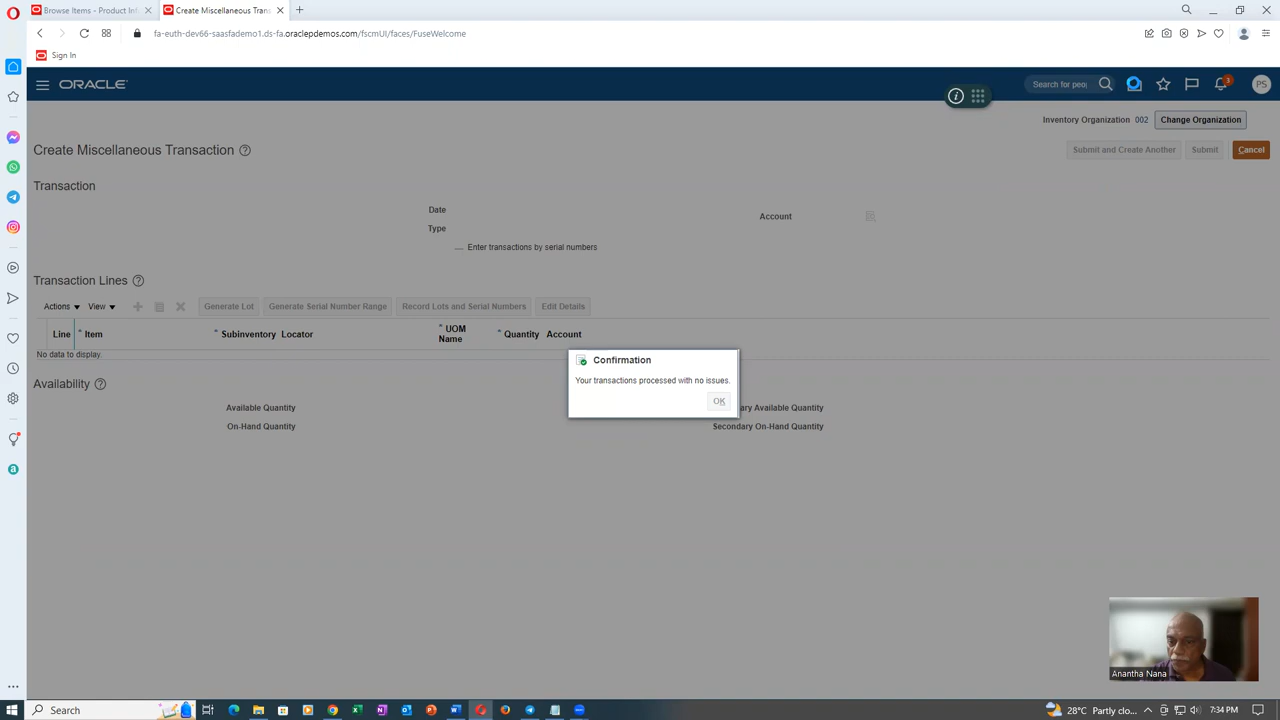 Browse Items - Product Inf
Create Miscellaneous Trans
fa-euth-dev66-saasfademo1.ds-fa.oraclepdemos.com/fscmUI/faces/FuseWelcome
Sign In
ORACLE
Search for peop
3
PS
Inventory Organization 002 Change Organization
Create Miscellaneous Transaction
Submit and Create Another Submit Cancel
Transaction
Date
Account
Type
Enter transactions by serial numbers
Transaction Lines
Actions View Generate Lot Generate Serial Number Range Record Lots and Serial Numbers Edit Details
Line * Item * Subinventory Locator * UOM Name * Quantity Account
No data to display.
Confirmation
Your transactions processed with no issues.
OK
Availability
Available Quantity
ary Available Quantity
On-Hand Quantity
Secondary On-Hand Quantity
Anantha Nana
Search
28°C Partly clo...
7:34 PM